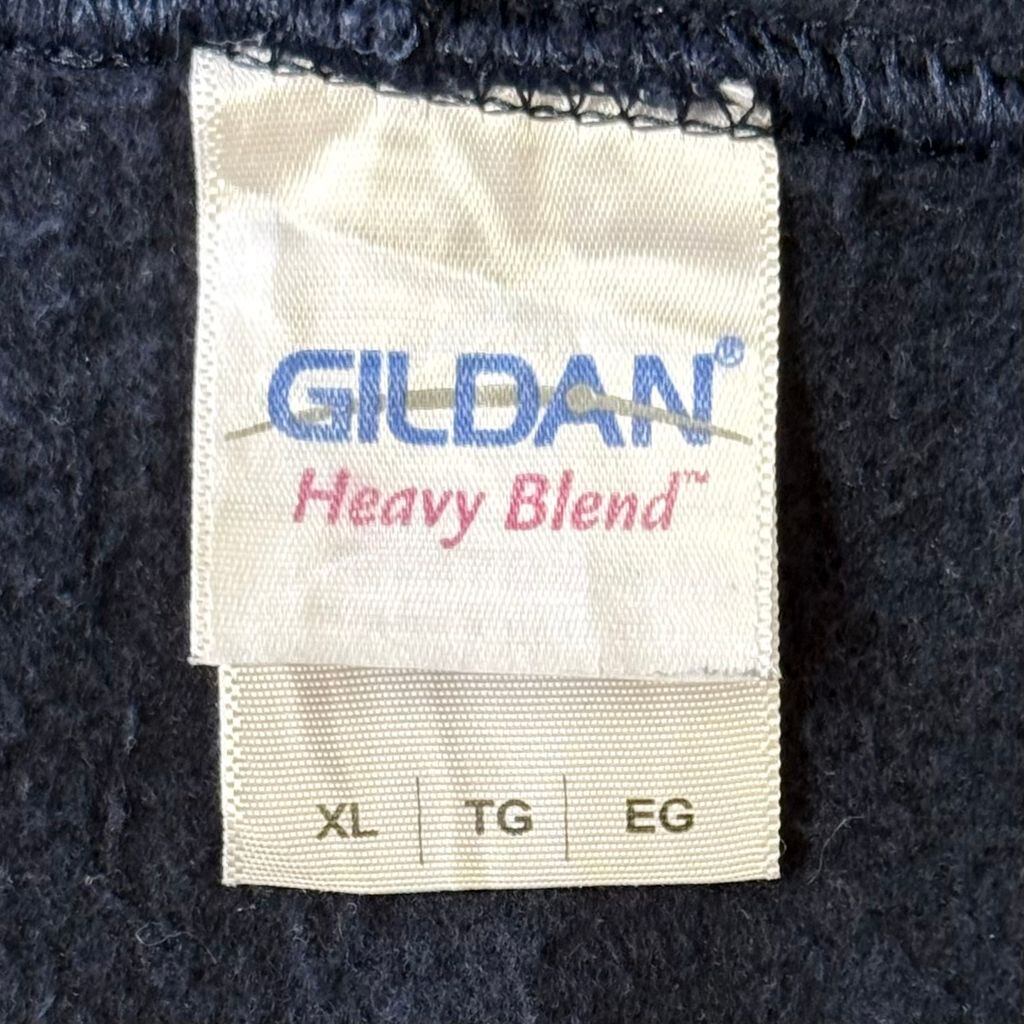 GILDAN®
Heavy Blend™
XL | TG | EG